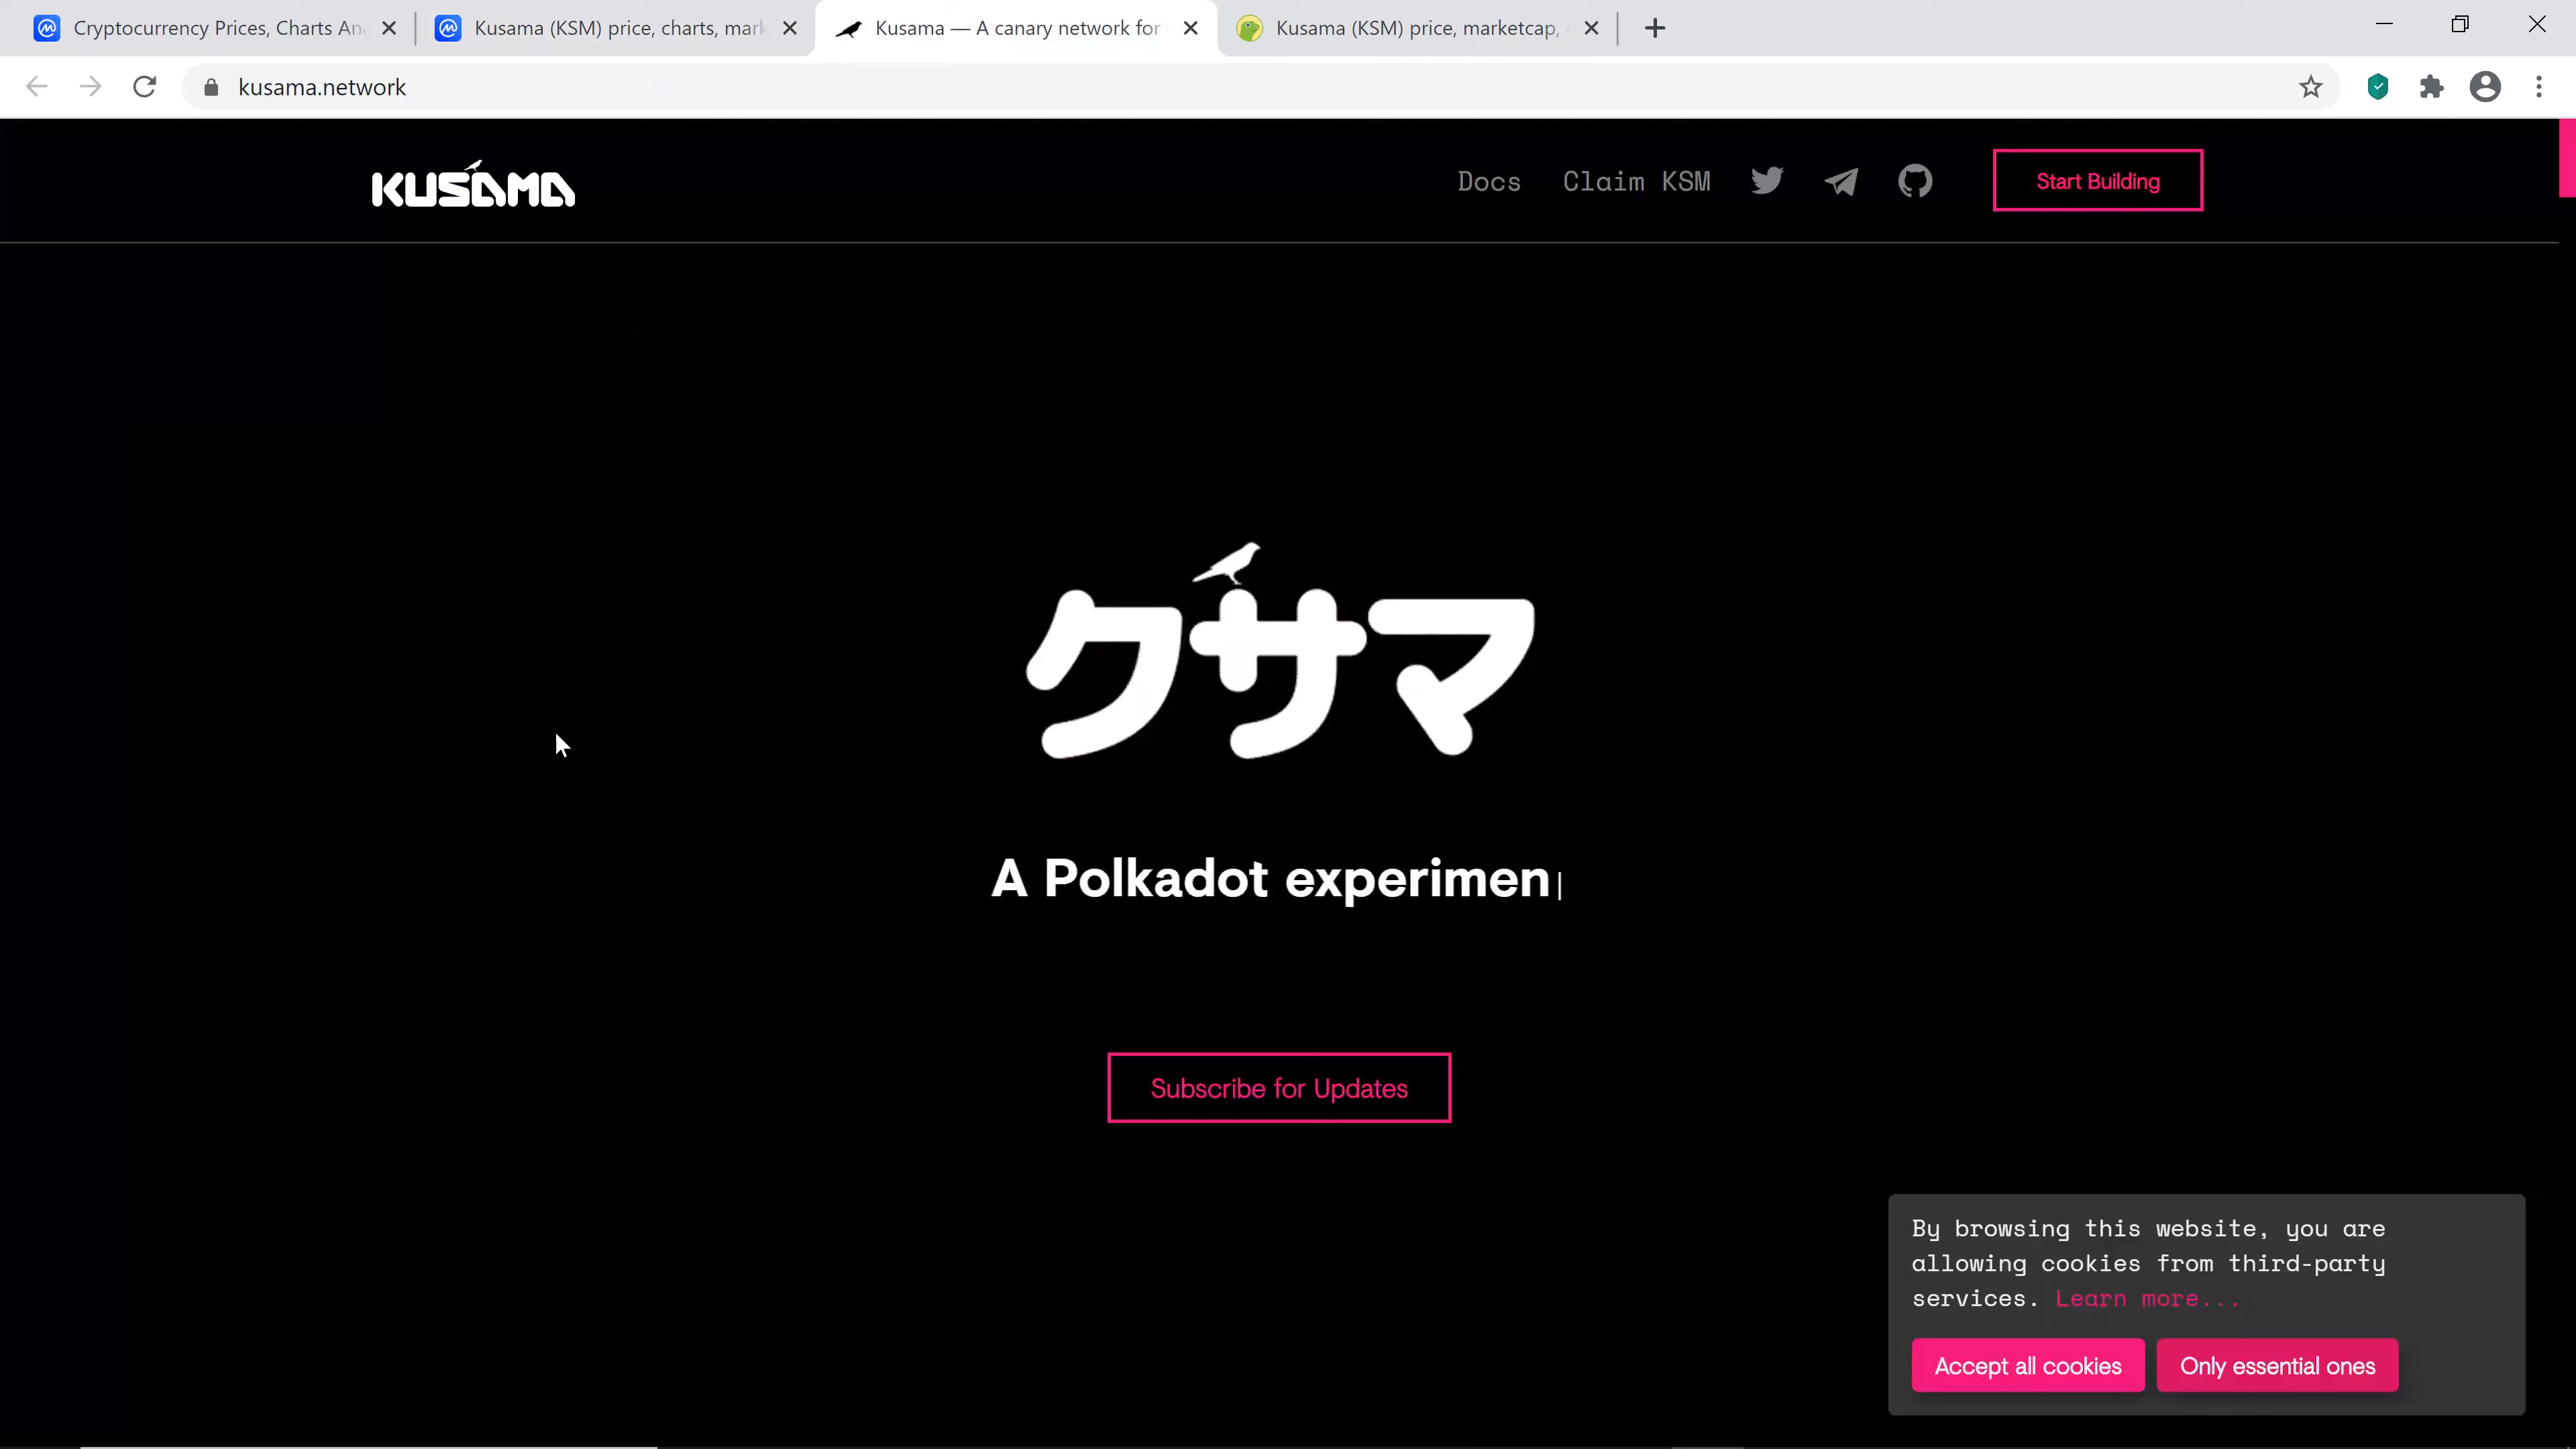 Cryptocurrency Prices, Charts An
Kusama (KSM) price, charts, mark
Kusama — A canary network for
Kusama (KSM) price, marketcap,
kusama.network
KUSAMA
Docs
Claim KSM
Start Building
クサマ
A Polkadot experimen
Subscribe for Updates
By browsing this website, you are
allowing cookies from third-party
services. Learn more...
Accept all cookies
Only essential ones